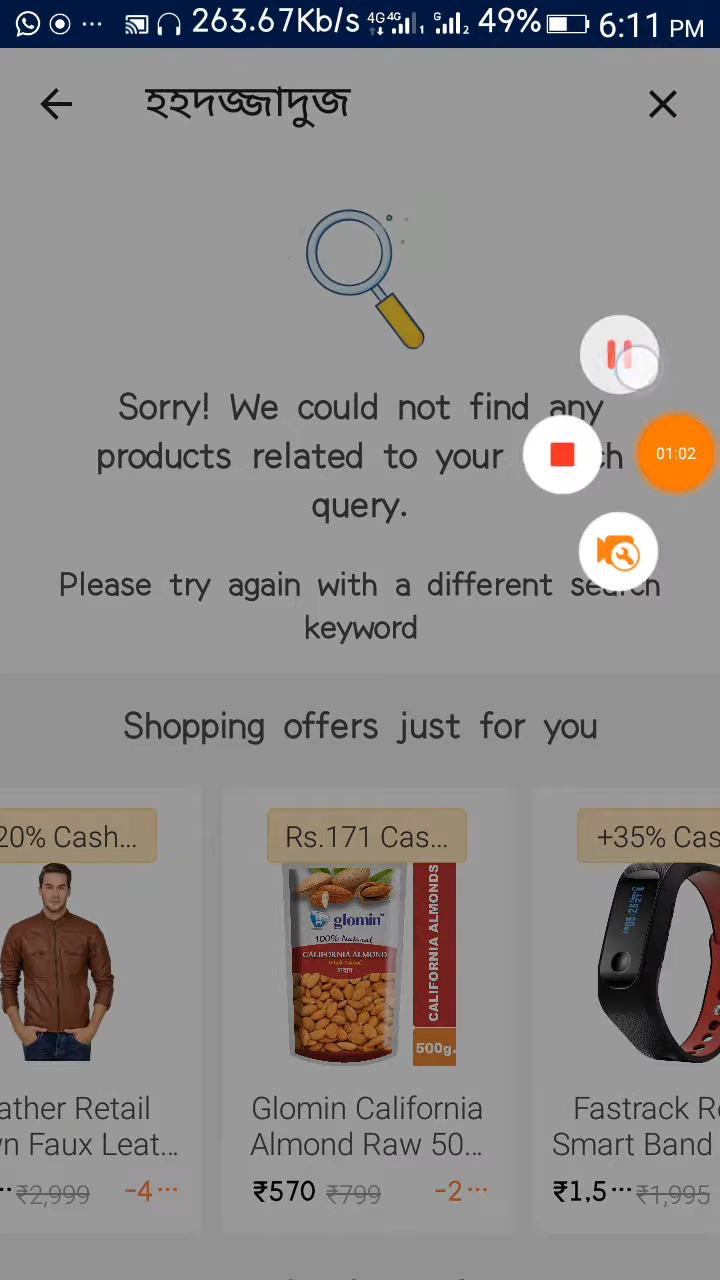 263.67Kb/s 4G 4G 1 G 2 49% 6:11 PM
হহদজ্জাদুজ
Sorry! We could not find any
products related to your
query.
01:02
Please try again with a different search
keyword
Shopping offers just for you
20% Cash... Rs.171 Cas... +35% Cas
glomin™
100% Natural
CALIFORNIA ALMOND
CALIFORNIA ALMONDS
500g.
ather Retail Glomin California Fastrack R
n Faux Leat... Almond Raw 50... Smart Band
₹2,999 -4... ₹570 ₹799 -2... ₹1,5... ₹1,995